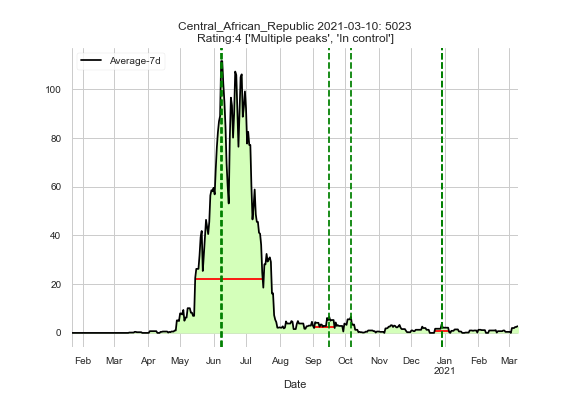 Central_African_Republic 2021-03-10: 5023
Rating:4 ['Multiple peaks', 'In control']
Average-7d
100
80
60
40
20
0
Feb Mar Apr May Jun Jul Aug Sep Oct Nov Dec Jan Feb Mar
2021
Date